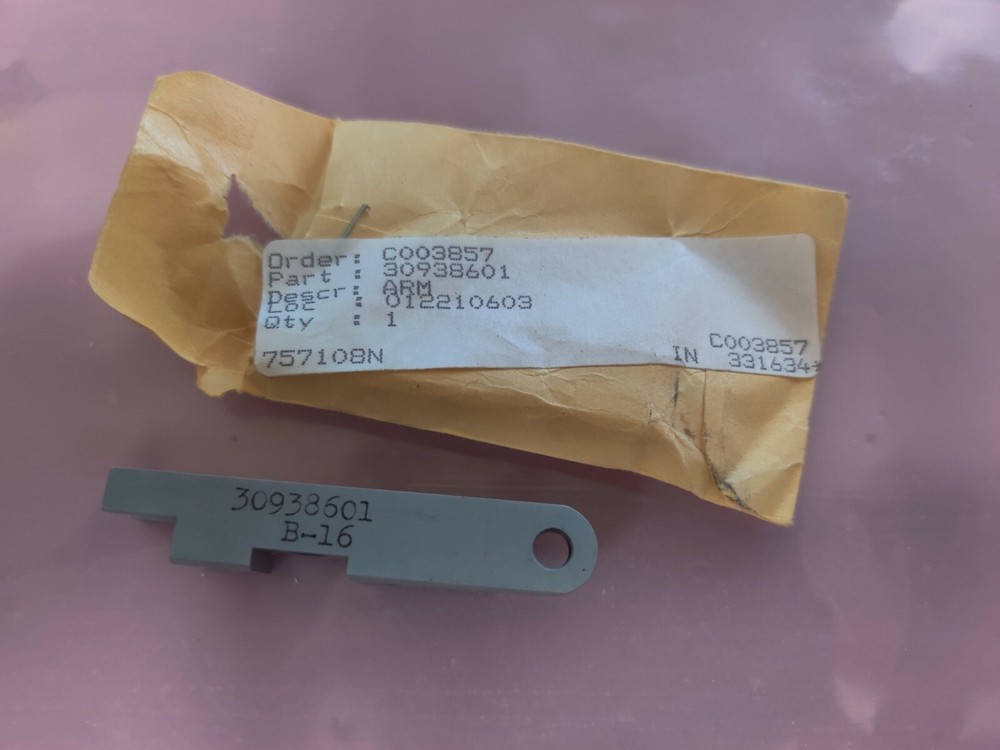 Order: C003857
Part : 30938601
Descr: ARM
Loc : 012210603
Qty : 1
C003857
757108N IN 331634*
30938601
B-16